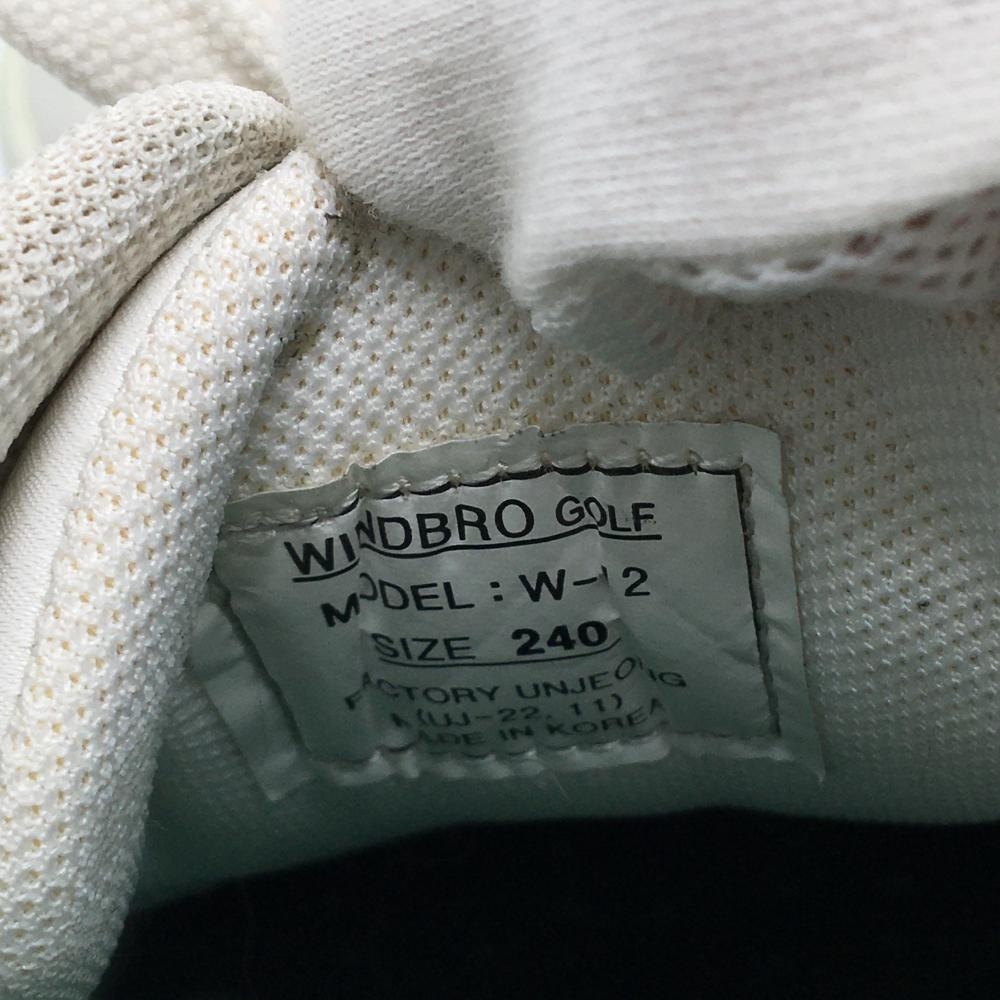 WINDBRO GOLF
MODEL : W-12
SIZE 240
FACTORY UNJEONG
(UJ-22, 11)
MADE IN KOREA